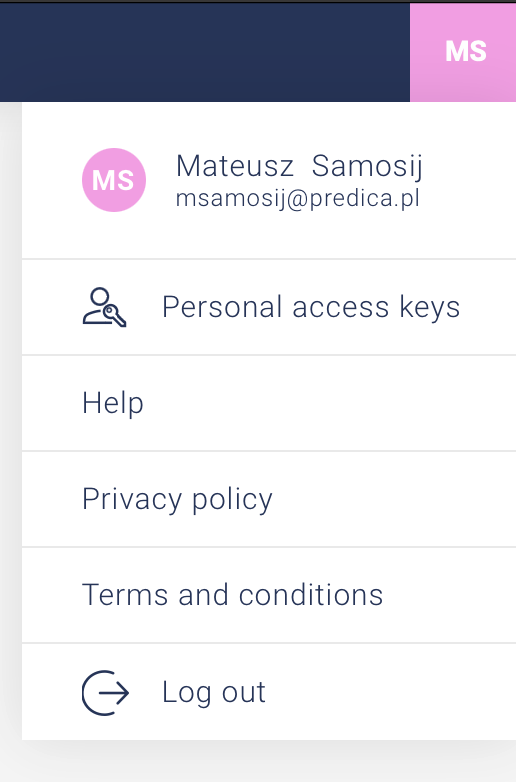 MS
MS
Mateusz  Samosij
msamosij@predica.pl
Personal access keys
Help
Privacy policy
Terms and conditions
Log out